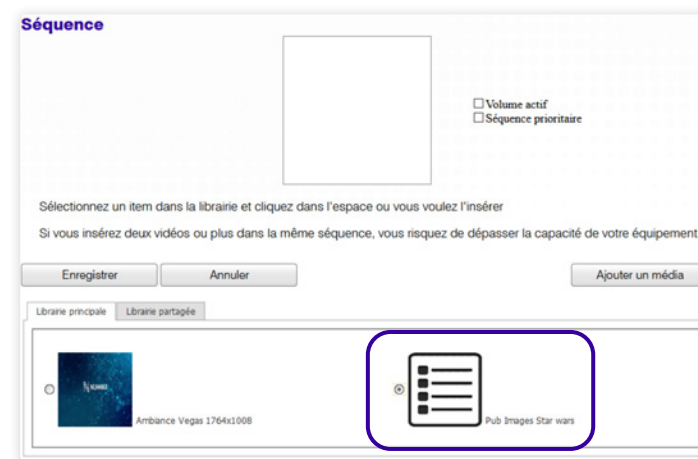 Séquence
Volume actif
Séquence prioritaire
Sélectionnez un item dans la librairie et cliquez dans l'espace ou vous voulez l'insérer
Si vous insérez deux vidéos ou plus dans la même séquence, vous risquez de dépasser la capacité de votre équipement
Enregistrer Annuler Ajouter un média
Librairie principale Librairie partagée
Ambiance Vegas 1764x1008
Pub Images Star wars